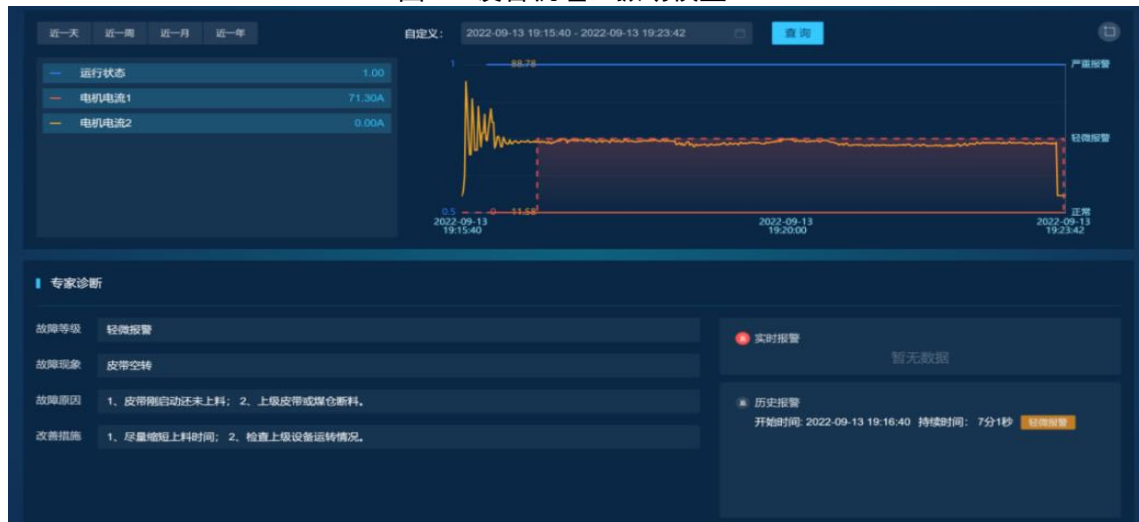 近一天 近一周 近一月 近一年 自定义： 2022-09-13 19:15:40 - 2022-09-13 19:23:42 查询
运行状态 1.00
电机电流1 71.30A
电机电流2 0.00A
1 88.78 严重报警
轻微报警
0.5 0 11.58 正常
2022-09-13 19:15:40
2022-09-13 19:20:00
2022-09-13 19:23:42
专家诊断
故障等级 轻微报警
故障现象 皮带空转
故障原因 1、皮带刚启动还未上料； 2、上级皮带或煤仓断料。
改善措施 1、尽量缩短上料时间； 2、检查上级设备运转情况。
实时报警
暂无数据
历史报警
开始时间: 2022-09-13 19:16:40 持续时间： 7分1秒 轻微报警